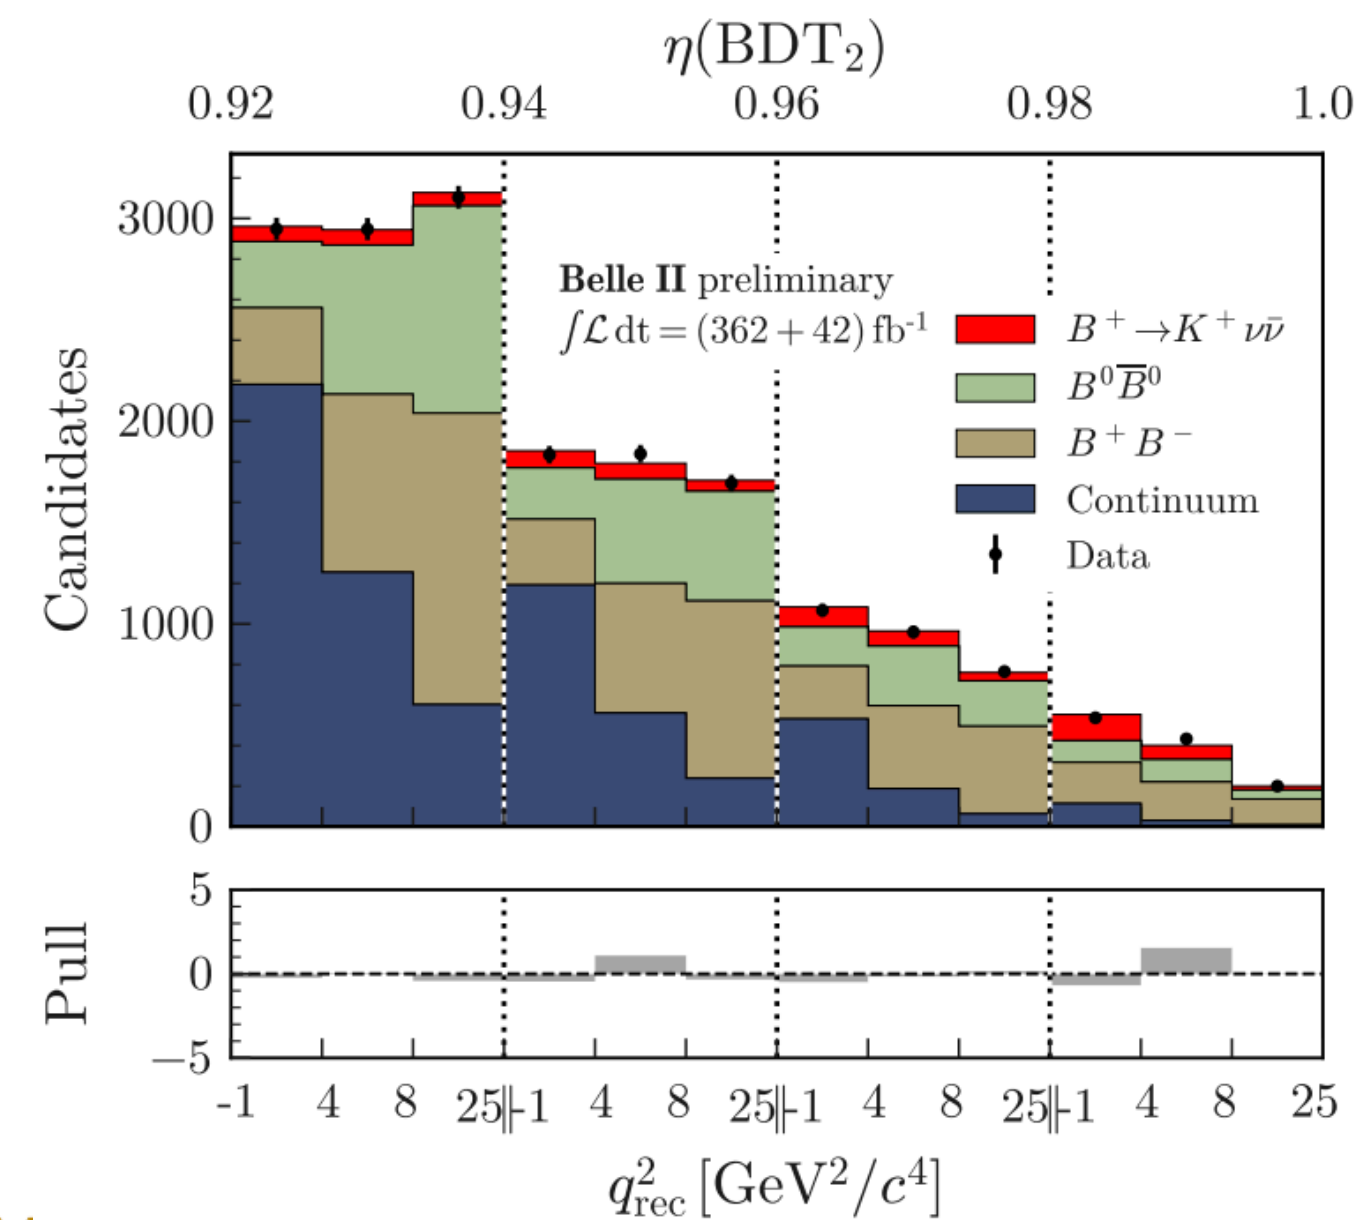 η(BDT₂)
0.92 0.94 0.96 0.98 1.0
3000
2000
1000
0
Candidates
Belle II preliminary
∫ℒ dt = (362 + 42) fb⁻¹
B⁺→K⁺νν̄
B⁰B̅⁰
B⁺B⁻
Continuum
Data
5
0
−5
Pull
-1 4 8 25||-1 4 8 25||-1 4 8 25||-1 4 8 25
q²rec [GeV²/c⁴]